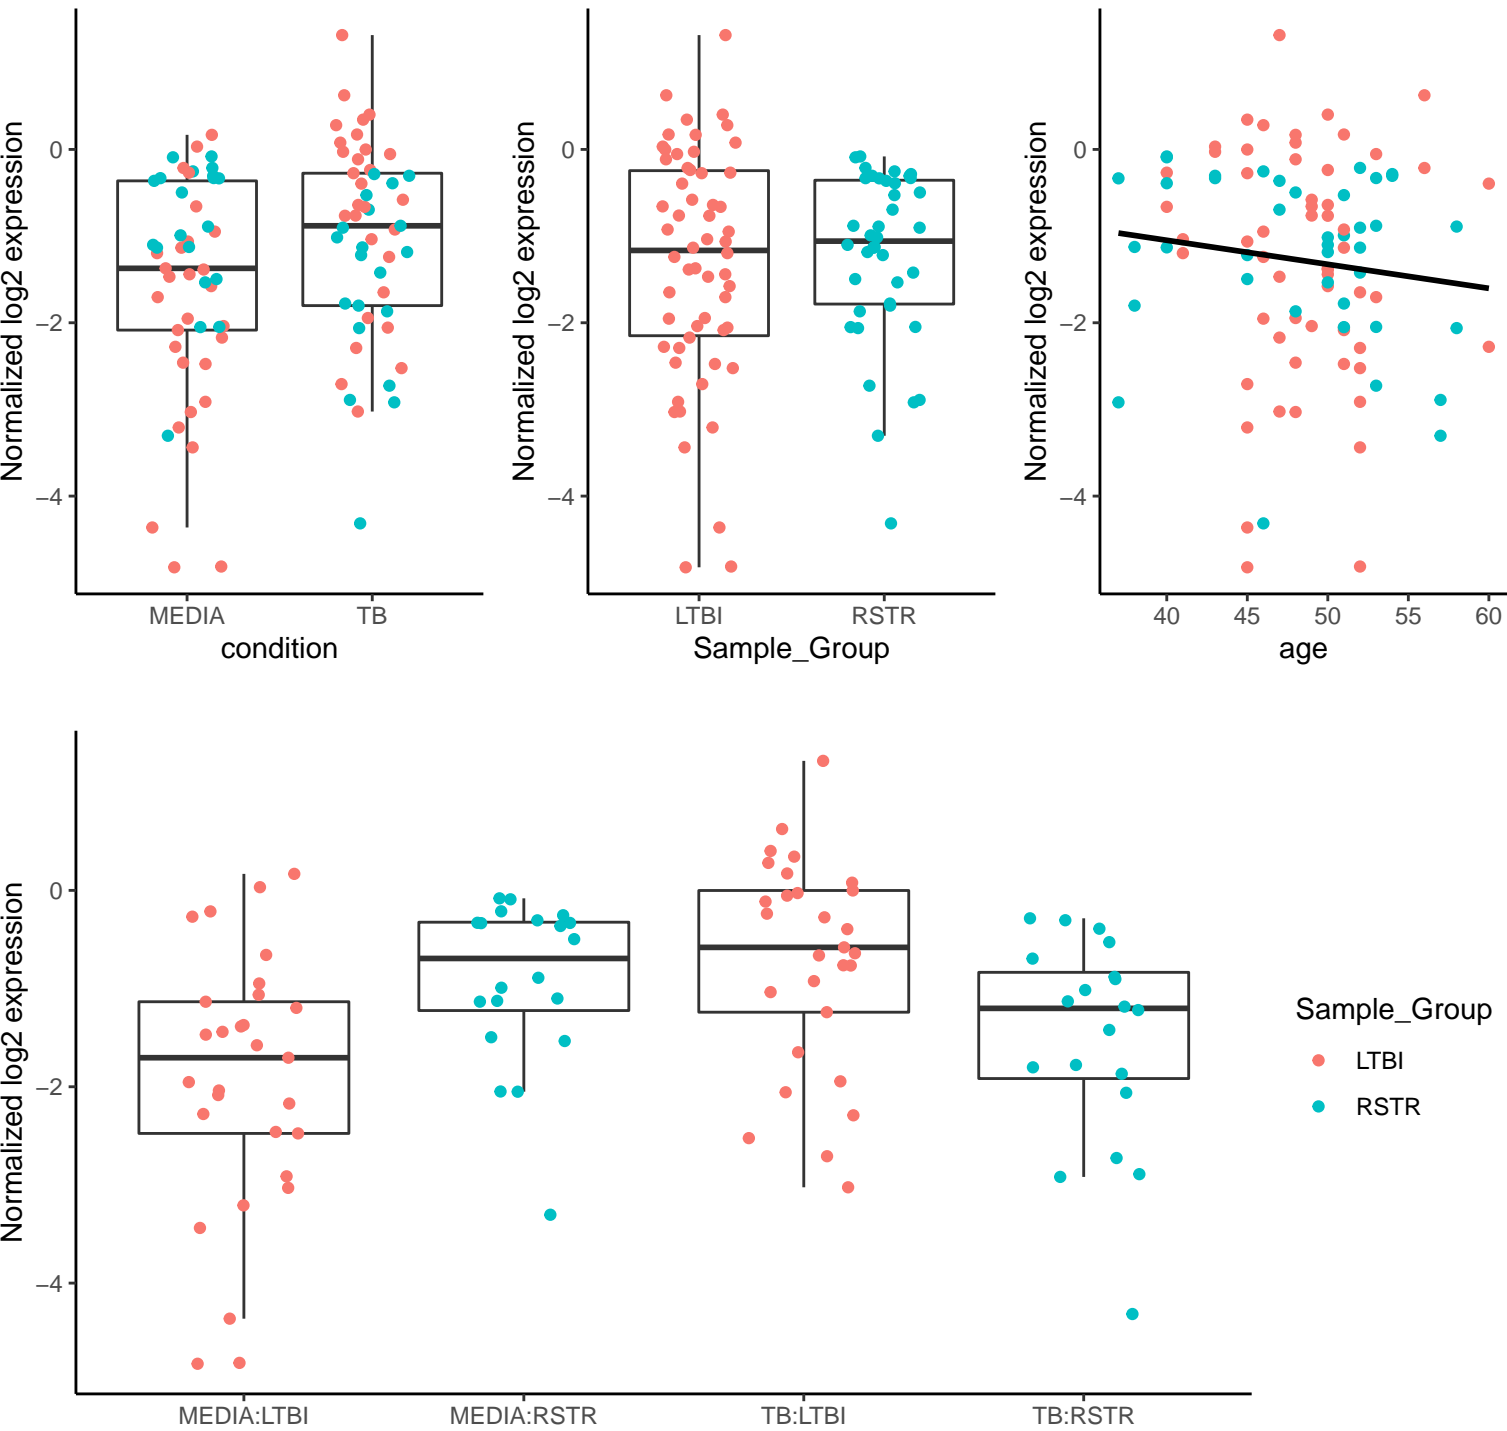 Normalized log2 expression
0
−2
−4
MEDIA TB
condition
Normalized log2 expression
0
−2
−4
LTBI RSTR
Sample_Group
Normalized log2 expression
0
−2
−4
40 45 50 55 60
age
Normalized log2 expression
0
−2
−4
MEDIA:LTBI MEDIA:RSTR TB:LTBI TB:RSTR
Sample_Group
LTBI
RSTR